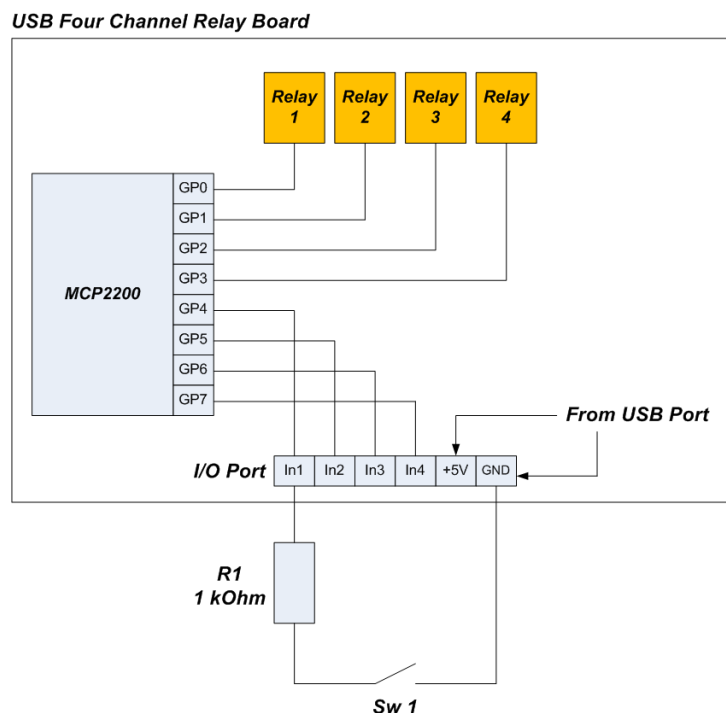 USB Four Channel Relay Board
Relay
1
Relay
2
Relay
3
Relay
4
MCP2200
GP0
GP1
GP2
GP3
GP4
GP5
GP6
GP7
From USB Port
I/O Port
In1
In2
In3
In4
+5V
GND
R1
1 kOhm
Sw 1